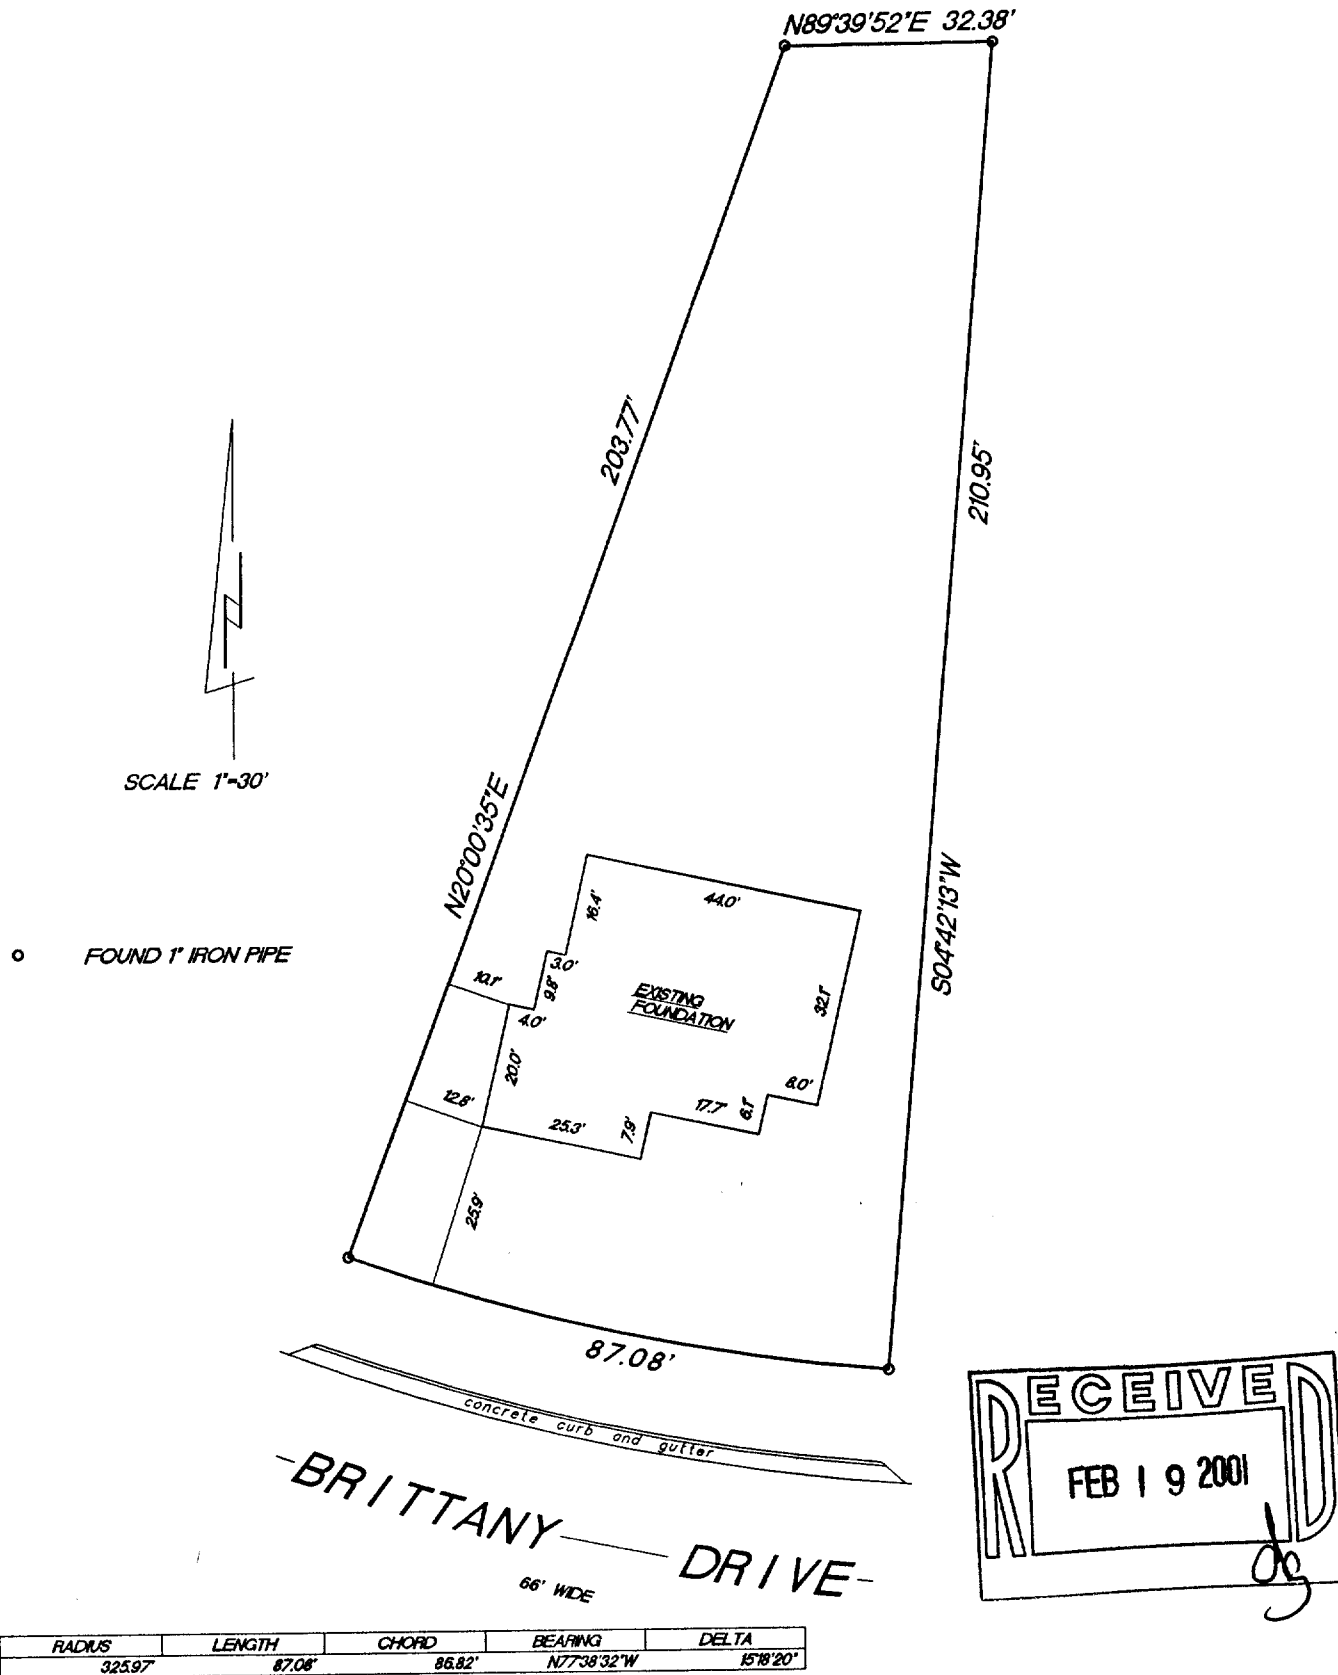 N89°39'52"E 32.38'
203.77'
210.95'
SCALE 1"=30'
N20°00'35"E
S04°42'13"W
16.4'
44.0'
FOUND 1" IRON PIPE
3.0'
10.1'
9.8'
EXISTING
FOUNDATION
32.1'
4.0'
20.0'
8.0'
12.8'
17.7'
6.1'
25.3'
7.9'
25.9'
87.08'
concrete curb and gutter
RECEIVED
FEB 19 2001
ds
BRITTANY DRIVE
66' WIDE
RADIUS LENGTH CHORD BEARING DELTA
325.97' 87.08' 86.82' N77°38'32"W 15°18'20"